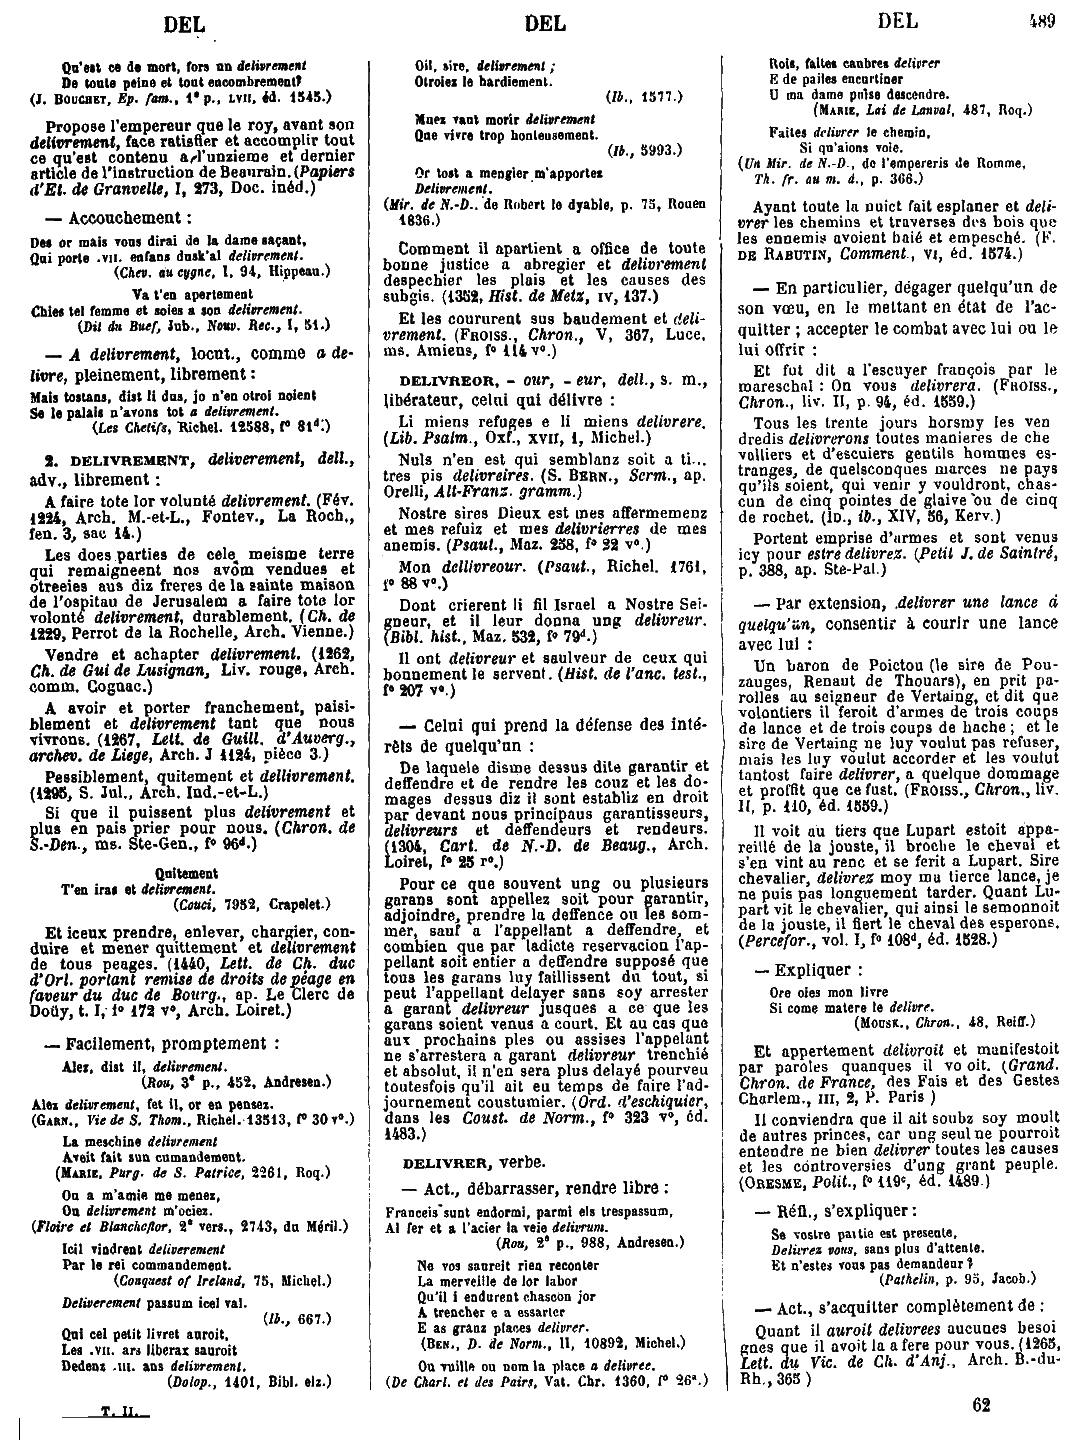 DEL
DEL
DEL
489
Qu'est ce de mort, fors un delivrement
De toute peine et tout encombrement?
(J. BOUCHET, Ep. fam., 1e p., LVII, éd. 1545.)
Propose l'empereur que le roy, avant son
delivrement, face ratiffier et accomplir tout
ce qu'est contenu a l'unzieme et dernier
article de l'instruction de Beaurain. (Papiers
d'Et. de Granvelle, I, 273, Doc. inéd.)
— Accouchement :
Des or mais vous dirai de la dame saçant,
Qui porte .VII. enfans dusk'al delivrement.
(Chev. au cygne, I, 94, Hippeau.)
Va t'en apertement
Chies tel femme et soies a son delivrement.
(Dit du Buef, Jub., Nouv. Rec., I, 51.)
— A delivrement, locut., comme a de-
livre, pleinement, librement :
Mais tostans, dist li dus, jo n'en otroi noient
Se le palais n'avons tot a delivrement.
(Les Chetifs, Richel. 12588, f° 81d.)
2. DELIVREMENT, deliverement, dell.,
adv., librement :
A faire tote lor volunté delivrement. (Fév.
1224, Arch. M.-et-L., Fontev., La Roch.,
fen. 3, sac 14.)
Les does parties de cele meisme terre
qui remaigneent nos avom vendues et
otreeies aus diz freres de la sainte maison
de l'ospitau de Jerusalem a faire tote lor
volonté delivrement, durablement. (Ch. de
1229, Perrot de la Rochelle, Arch. Vienne.)
Vendre et achapter delivrement. (1262,
Ch. de Gui de Lusignan, Liv. rouge, Arch.
comm. Cognac.)
A avoir et porter franchement, paisi-
blement et delivrement tant que nous
vivrons. (1267, Lett. de Guill. d'Auverg.,
archev. de Liege, Arch. J 1124, pièce 3.)
Pessiblement, quitement et dellivrement.
(1295, S. Jul., Arch. Ind.-et-L.)
Si que il puissent plus delivrement et
plus en pais prier pour nous. (Chron. de
S.-Den., ms. Ste-Gen., f° 96d.)
Quitement
T'en iras et delivrement.
(Couci, 7952, Crapelet.)
Et iceux prendre, enlever, chargier, con-
duire et mener quittement et delivrement
de tous peages. (1440, Lett. de Ch. duc
d'Orl. portant remise de droits de péage en
faveur du duc de Bourg., ap. Le Clerc de
Doüy, t. I, f° 172 v°, Arch. Loiret.)
— Facilement, promptement :
Alez, dist il, delivrement.
(Rou, 3e p., 452, Andresen.)
Alez delivrement, fet il, or en pensez.
(GARN., Vie de S. Thom., Richel. 13513, f° 30 v°.)
La meschine delivrement
Aveit fait sun cumandement.
(MARIE, Purg. de S. Patrice, 2261, Roq.)
Ou a m'amie me menez,
Ou delivrement m'ociez.
(Floire et Blancheflor, 2e vers., 2743, du Méril.)
Icil vindrent deliverement
Par le rei commandement.
(Conquest of Ireland, 75, Michel.)
Deliverement passum icel val.
(Ib., 667.)
Qui cel petit livret auroit,
Les .VII. ars liberax sauroit
Dedenz .III. ans delivrement.
(Dolop., 1401, Bibl. elz.)
T. II.
Oil, sire, delivrement ;
Otroiez le hardiement.
(Ib., 1577.)
Muez vaut morir delivrement
Que vivre trop honteusement.
(Ib., 5993.)
Or tost a mengier m'apportez
Delivrement.
(Mir. de N.-D.. de Robert le dyable, p. 75, Rouen
1836.)
Comment il apartient a office de toute
bonne justice a abregier et delivrement
despechier les plais et les causes des
subgis. (1352, Hist. de Metz, IV, 137.)
Et les coururent sus baudement et deli-
vrement. (FROISS., Chron., V, 367, Luce,
ms. Amiens, f° 114 v°.)
DELIVREOR, - our, - eur, dell., s. m.,
libérateur, celui qui délivre :
Li miens refuges e li miens delivrere.
(Lib. Psalm., Oxf., XVII, 1, Michel.)
Nuls n'en est qui semblanz soit a ti...
tres pis delivreires. (S. BERN., Serm., ap.
Orelli, Alt-Franz. gramm.)
Nostre sires Dieux est mes affermemenz
et mes refuiz et mes delivrierres de mes
anemis. (Psaut., Maz. 258, f° 22 v°.)
Mon dellivreour. (Psaut., Richel. 1761,
f° 88 v°.)
Dont crierent li fil Israel a Nostre Sei-
gneur, et il leur donna ung delivreur.
(Bibl. hist., Maz. 532, f° 79d.)
Il ont delivreur et saulveur de ceux qui
bonnement le servent. (Hist. de l'anc. test.,
f° 207 v°.)
— Celui qui prend la défense des inté-
rêts de quelqu'un :
De laquele disme dessus dite garantir et
deffendre et de rendre les couz et les do-
mages dessus diz il sont establiz en droit
par devant nous principaus garantisseurs,
delivreurs et deffendeurs et rendeurs.
(1304, Cart. de N.-D. de Beaug., Arch.
Loiret, f° 25 r°.)
Pour ce que souvent ung ou plusieurs
garans sont appellez soit pour garantir,
adjoindre, prendre la deffence ou les som-
mer, sauf a l'appellant a deffendre, et
combien que par ladicte reservacion l'ap-
pellant soit entier a deffendre supposé que
tous les garans luy faillissent du tout, si
peut l'appellant delayer sans soy arrester
a garant delivreur jusques a ce que les
garans soient venus a court. Et au cas que
aux prochains ples ou assises l'appelant
ne s'arrestera a garant delivreur trenchié
et absolut, il n'en sera plus delayé pourveu
toutesfois qu'il ait eu temps de faire l'ad-
journement coustumier. (Ord. d'eschiquier,
dans les Coust. de Norm., f° 323 v°, éd.
1483.)
DELIVRER, verbe.
— Act., débarrasser, rendre libre :
Franceis sunt endormi, parmi els trespassum,
Al fer et a l'acier la veie delivrum.
(Rou, 2e p., 988, Andresen.)
Ne vos saureit rien reconter
La merveille de lor labor
Qu'il i endurent chascon jor
A trencher e a essarter
E as granz places delivrer.
(BEN., D. de Norm., II, 10892, Michel.)
Ou vuille ou nom la place a delivree.
(De Charl. et des Pairs, Vat. Chr. 1360, f° 26a.)
Rois, faites canbres delivrer
E de pailes encurtiner
U ma dame puise descendre.
(MARIE, Lai de Lanval, 487, Roq.)
Faites delivrer le chemin,
Si qu'aions voie.
(Un Mir. de N.-D., de l'empereris de Romme,
Th. fr. au m. â., p. 366.)
Ayant toute la nuict fait esplaner et deli-
vrer les chemins et traverses des bois que
les ennemis avoient haié et empesché. (F.
DE RABUTIN, Comment., VI, éd. 1574.)
— En particulier, dégager quelqu'un de
son vœu, en le mettant en état de l'ac-
quitter ; accepter le combat avec lui ou le
lui offrir :
Et fut dit a l'escuyer françois par le
mareschal : On vous delivrera. (FROISS.,
Chron., liv. II, p. 94, éd. 1559.)
Tous les trente jours horsmy les ven
dredis delivrerons toutes manieres de che
valliers et d'escuiers gentils hommes es-
tranges, de quelsconques marces ne pays
qu'ils soient, qui venir y vouldront, chas-
cun de cinq pointes de glaive ou de cinq
de rochet. (ID., ib., XIV, 56, Kerv.)
Portent emprise d'armes et sont venus
icy pour estre delivrez. (Petit J. de Saintré,
p. 388, ap. Ste-Pal.)
— Par extension, delivrer une lance à
quelqu'un, consentir à courir une lance
avec lui :
Un baron de Poictou (le sire de Pou-
zauges, Renaut de Thouars), en prit pa-
rolles au seigneur de Vertaing, et dit que
volontiers il feroit d'armes de trois coups
de lance et de trois coups de hache ; et le
sire de Vertaing ne luy voulut pas refuser,
mais les luy voulut accorder et les voulut
tantost faire delivrer, a quelque dommage
et proffit que ce fust. (FROISS., Chron., liv.
II, p. 110, éd. 1559.)
Il voit au tiers que Lupart estoit appa-
reillé de la jouste, il broche le cheval et
s'en vint au renc et se ferit a Lupart. Sire
chevalier, delivrez moy ma tierce lance, je
ne puis pas longuement tarder. Quant Lu-
part vit le chevalier, qui ainsi le semonnoit
de la jouste, il fiert le cheval des esperons.
(Percefor., vol. I, f° 108d, éd. 1528.)
— Expliquer :
Ore oies mon livre
Si come matere le delivre.
(MOUSK., Chron., 48, Reiff.)
Et appertement delivroit et manifestoit
par paroles quanques il vo oit. (Grand.
Chron. de France, des Fais et des Gestes
Charlem., III, 2, P. Paris )
Il conviendra que il ait soubz soy moult
de autres princes, car ung seul ne pourroit
entendre ne bien delivrer toutes les causes
et les controversies d'ung grant peuple.
(ORESME, Polit., f° 119c, éd. 1489.)
— Réfl., s'expliquer :
Se vostre partie est presente,
Delivrez vous, sans plus d'attente.
Et n'estes vous pas demandeur ?
(Pathelin, p. 95, Jacob.)
— Act., s'acquitter complètement de :
Quant il auroit delivrees aucunes besoi
gnes que il avoit la a fere pour vous. (1265,
Lett. du Vic. de Ch. d'Anj., Arch. B.-du-
Rh., 365 )
62